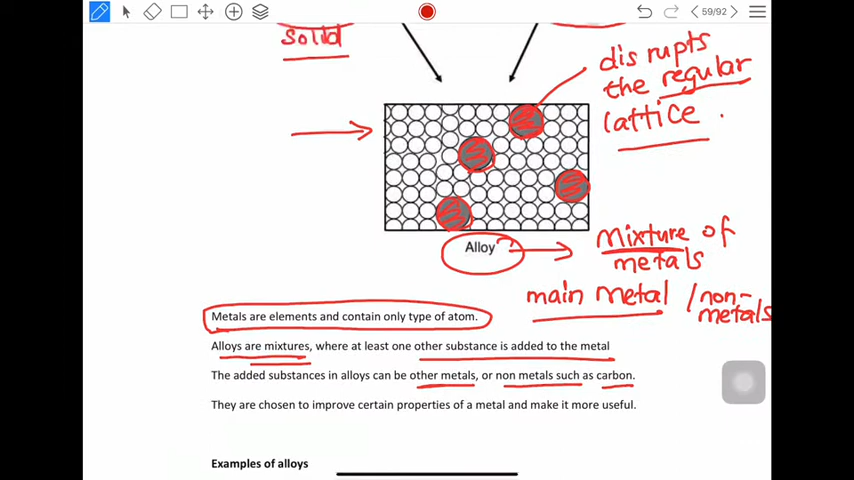 59/92
solid
disrupts
the regular
lattice.
Alloy
Mixture of
metals
main metal / non-
metals
Metals are elements and contain only type of atom.
Alloys are mixtures, where at least one other substance is added to the metal
The added substances in alloys can be other metals, or non metals such as carbon.
They are chosen to improve certain properties of a metal and make it more useful.
Examples of alloys